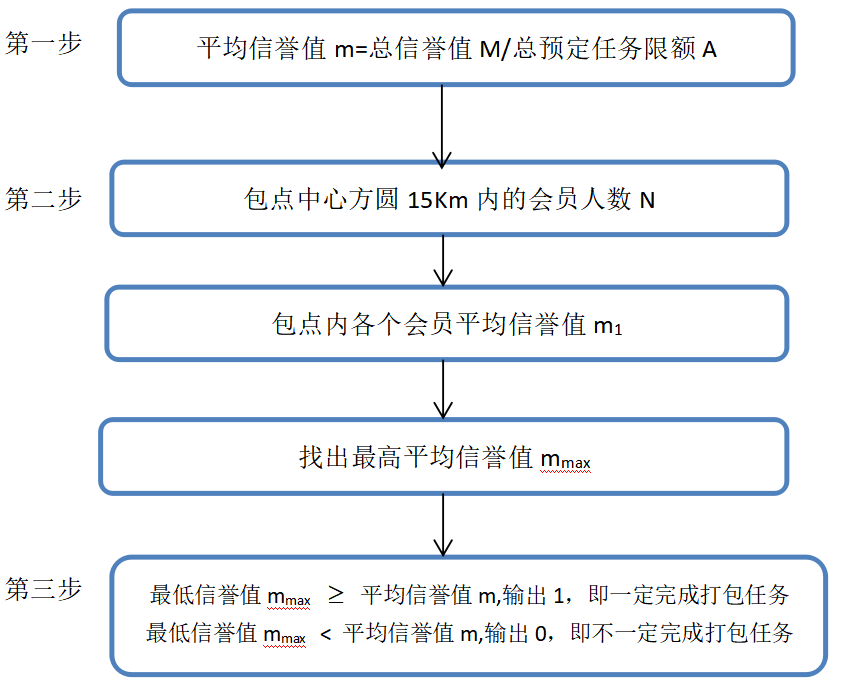 第一步
平均信誉值 m=总信誉值 M/总预定任务限额 A
第二步
包点中心方圆 15Km 内的会员人数 N
包点内各个会员平均信誉值 m₁
找出最高平均信誉值 mmax
第三步
最低信誉值 mmax ≥ 平均信誉值 m,输出 1，即一定完成打包任务
最低信誉值 mmax < 平均信誉值 m,输出 0，即不一定完成打包任务